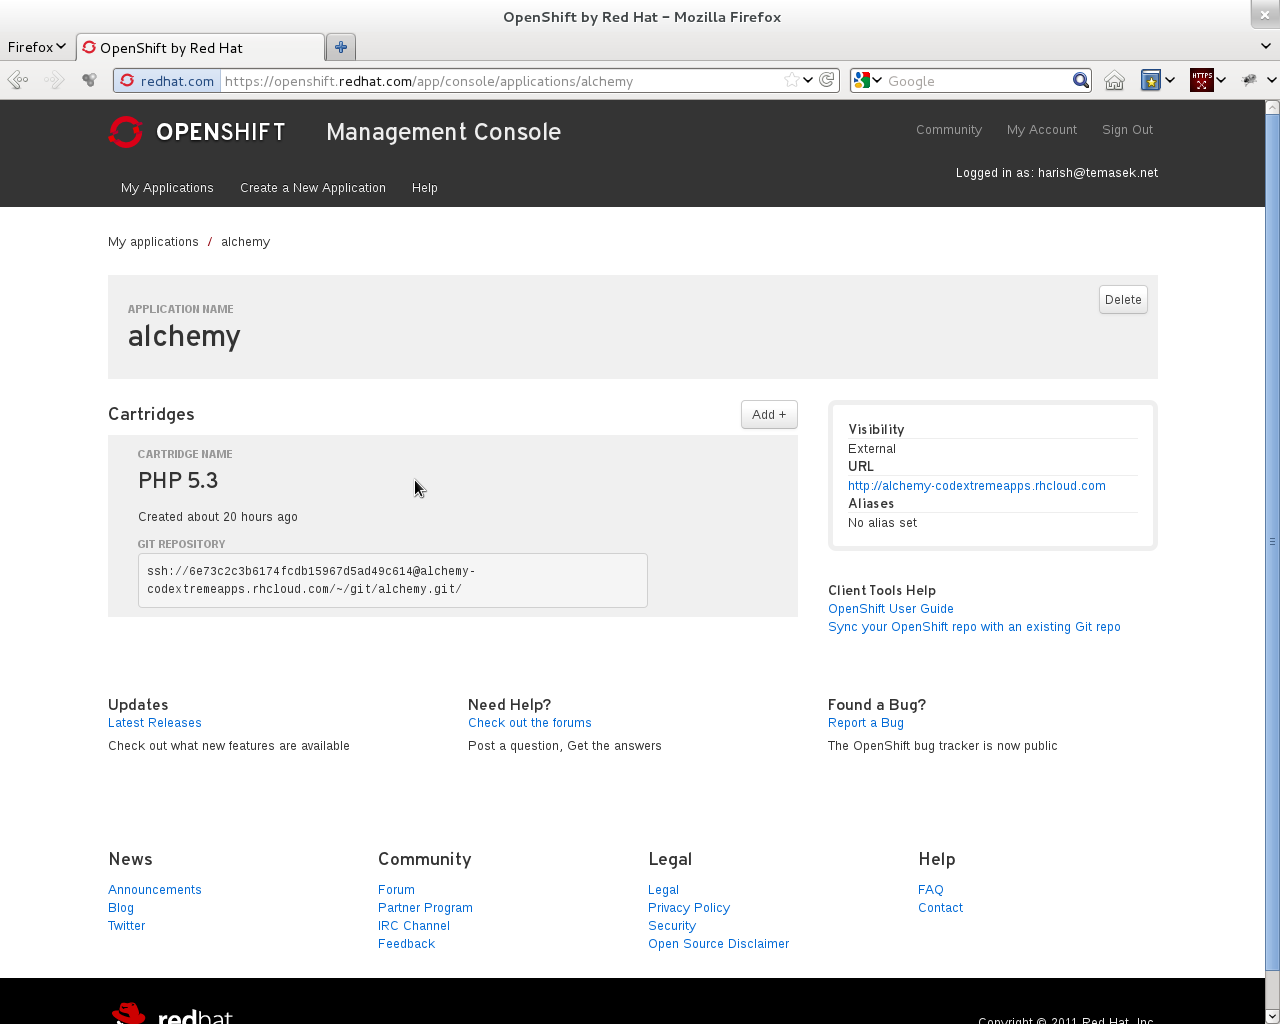 OpenShift by Red Hat – Mozilla Firefox
Firefox
OpenShift by Red Hat
redhat.com
https://openshift.redhat.com/app/console/applications/alchemy
Google
HTTPS
OPENSHIFT
Management Console
Community
My Account
Sign Out
Logged in as: harish@temasek.net
My Applications
Create a New Application
Help
My applications / alchemy
APPLICATION NAME
alchemy
Delete
Cartridges
Add +
CARTRIDGE NAME
PHP 5.3
Created about 20 hours ago
GIT REPOSITORY
ssh://6e73c2c3b6174fcdb15967d5ad49c614@alchemy-
codextremeapps.rhcloud.com/~/git/alchemy.git/
Visibility
External
URL
http://alchemy-codextremeapps.rhcloud.com
Aliases
No alias set
Client Tools Help
OpenShift User Guide
Sync your OpenShift repo with an existing Git repo
Updates
Latest Releases
Check out what new features are available
Need Help?
Check out the forums
Post a question, Get the answers
Found a Bug?
Report a Bug
The OpenShift bug tracker is now public
News
Announcements
Blog
Twitter
Community
Forum
Partner Program
IRC Channel
Feedback
Legal
Legal
Privacy Policy
Security
Open Source Disclaimer
Help
FAQ
Contact
redhat
Copyright © 2011 Red Hat, Inc.